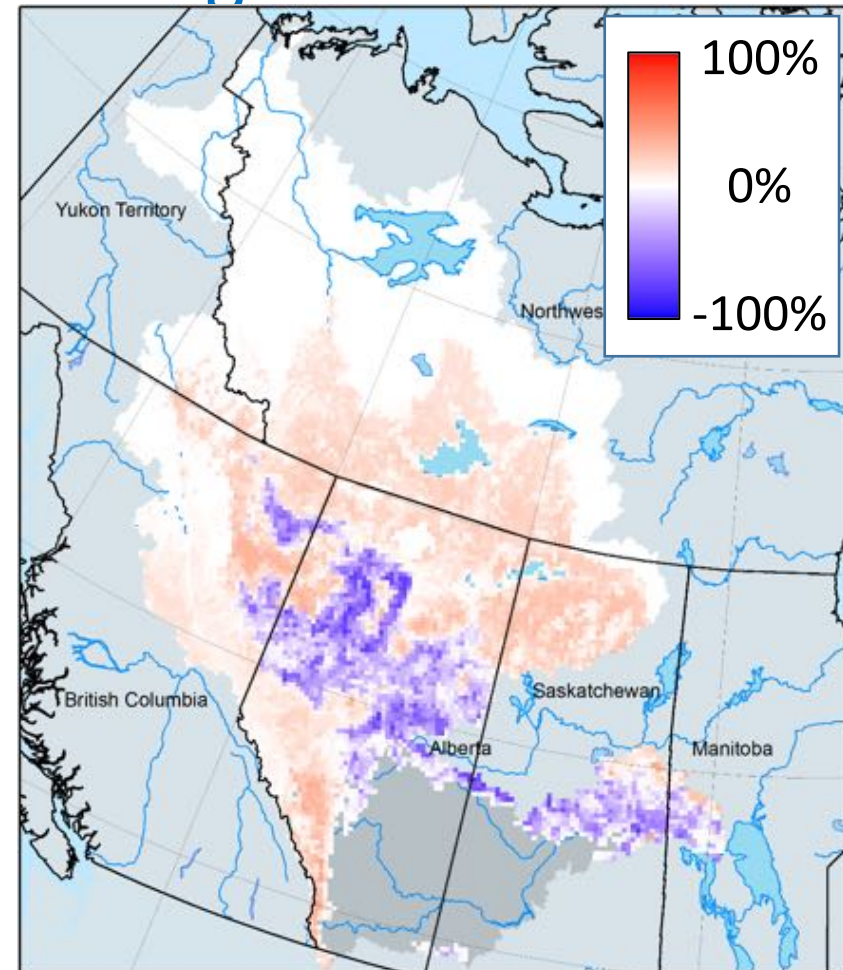 100%
0%
-100%
Yukon Territory
Northwes
British Columbia
Saskatchewan
Alberta
Manitoba